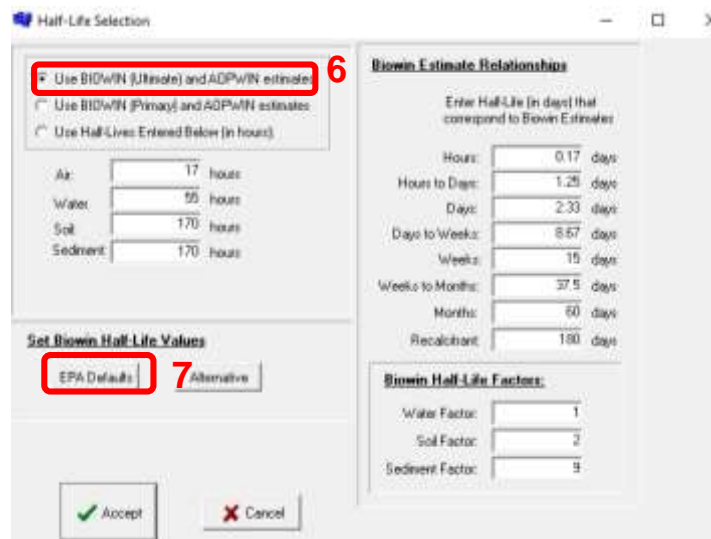 Half-Life Selection
Use BIOWIN (Ultimate) and AOPWIN estimates
6
Use BIOWIN (Primary) and AOPWIN estimates
Use Half-Lives Entered Below (in hours)
Air: 17 hours
Water: 55 hours
Soil: 170 hours
Sediment: 170 hours
Set Biowin Half-Life Values
EPA Defaults
7
Alternative
Accept
Cancel
Biowin Estimate Relationships
Enter Half-Life (in days) that
correspond to Biowin Estimates
Hours: 0.17 days
Hours to Days: 1.25 days
Days: 2.33 days
Days to Weeks: 8.67 days
Weeks: 15 days
Weeks to Months: 37.5 days
Months: 60 days
Recalcitrant: 180 days
Biowin Half-Life Factors:
Water Factor: 1
Soil Factor: 2
Sediment Factor: 9